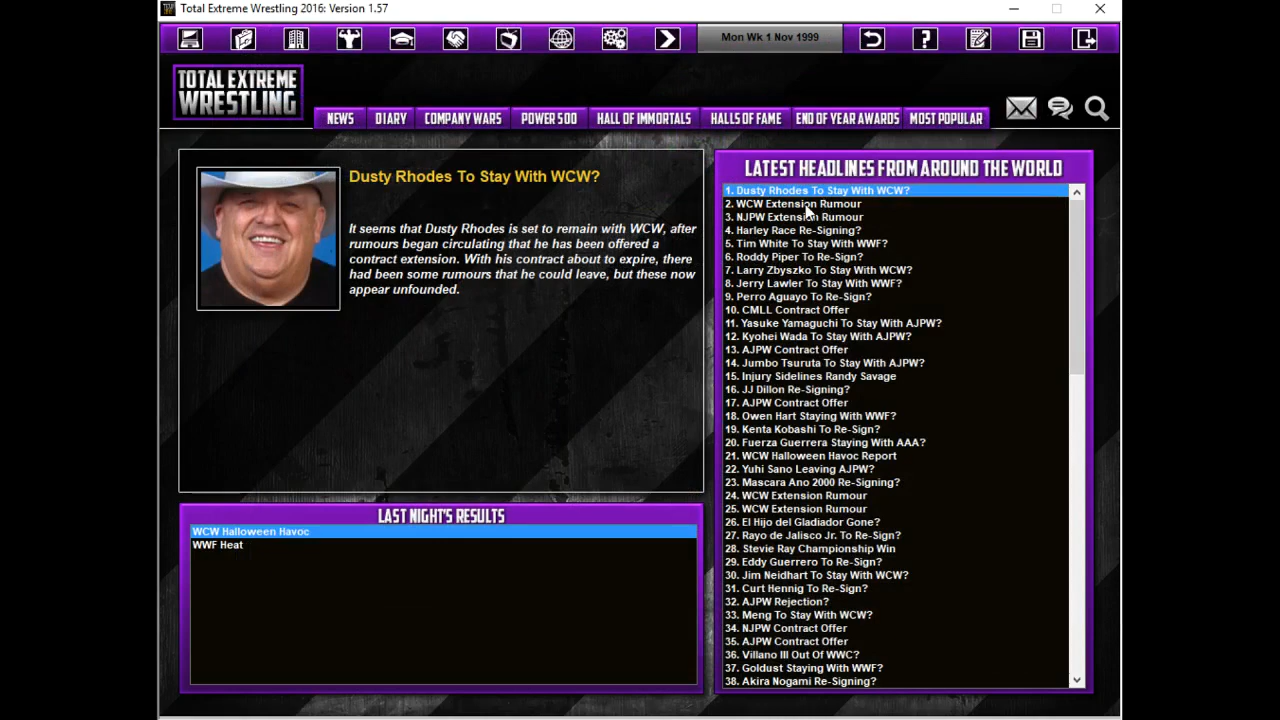 Total Extreme Wrestling 2016: Version 1.57
Mon Wk 1 Nov 1999
TOTAL EXTREME
WRESTLING
NEWS
DIARY
COMPANY WARS
POWER 500
HALL OF IMMORTALS
HALLS OF FAME
END OF YEAR AWARDS
MOST POPULAR
Dusty Rhodes To Stay With WCW?
It seems that Dusty Rhodes is set to remain with WCW, after
rumours began circulating that he has been offered a
contract extension. With his contract about to expire, there
had been some rumours that he could leave, but these now
appear unfounded.
LAST NIGHT'S RESULTS
WCW Halloween Havoc
WWF Heat
LATEST HEADLINES FROM AROUND THE WORLD
1. Dusty Rhodes To Stay With WCW?
2. WCW Extension Rumour
3. NJPW Extension Rumour
4. Harley Race Re-Signing?
5. Tim White To Stay With WWF?
6. Roddy Piper To Re-Sign?
7. Larry Zbyszko To Stay With WCW?
8. Jerry Lawler To Stay With WWF?
9. Perro Aguayo To Re-Sign?
10. CMLL Contract Offer
11. Yasuke Yamaguchi To Stay With AJPW?
12. Kyohei Wada To Stay With AJPW?
13. AJPW Contract Offer
14. Jumbo Tsuruta To Stay With AJPW?
15. Injury Sidelines Randy Savage
16. JJ Dillon Re-Signing?
17. AJPW Contract Offer
18. Owen Hart Staying With WWF?
19. Kenta Kobashi To Re-Sign?
20. Fuerza Guerrera Staying With AAA?
21. WCW Halloween Havoc Report
22. Yuhi Sano Leaving AJPW?
23. Mascara Ano 2000 Re-Signing?
24. WCW Extension Rumour
25. WCW Extension Rumour
26. El Hijo del Gladiador Gone?
27. Rayo de Jalisco Jr. To Re-Sign?
28. Stevie Ray Championship Win
29. Eddy Guerrero To Re-Sign?
30. Jim Neidhart To Stay With WCW?
31. Curt Hennig To Re-Sign?
32. AJPW Rejection?
33. Meng To Stay With WCW?
34. NJPW Contract Offer
35. AJPW Contract Offer
36. Villano III Out Of WWC?
37. Goldust Staying With WWF?
38. Akira Nogami Re-Signing?